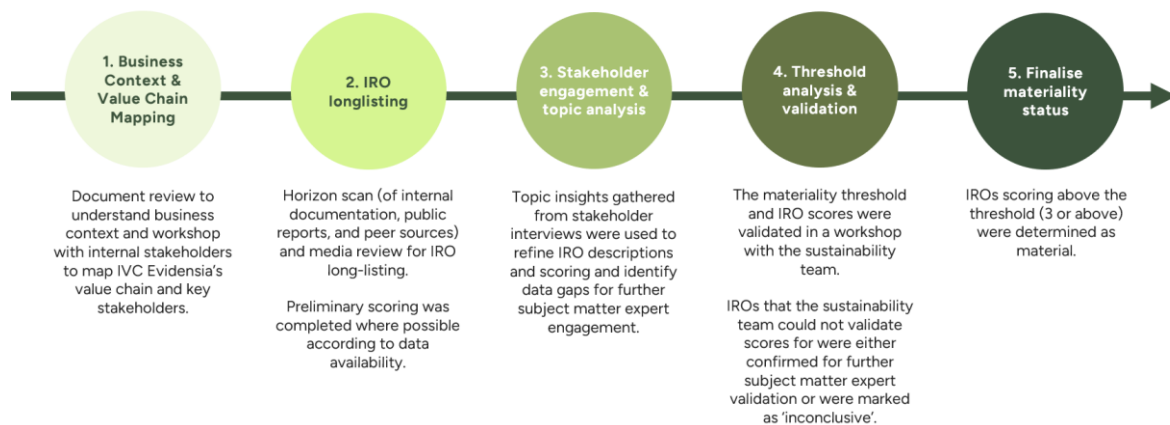 1. Business
Context &
Value Chain
Mapping
2. IRO
longlisting
3. Stakeholder
engagement &
topic analysis
4. Threshold
analysis &
validation
5. Finalise
materiality
status
Document review to
understand business
context and workshop
with internal stakeholders
to map IVC Evidensia’s
value chain and key
stakeholders.
Horizon scan (of internal
documentation, public
reports, and peer sources)
and media review for IRO
long-listing.
Preliminary scoring was
completed where possible
according to data
availability.
Topic insights gathered
from stakeholder
interviews were used to
refine IRO descriptions
and scoring and identify
data gaps for further
subject matter expert
engagement.
The materiality threshold
and IRO scores were
validated in a workshop
with the sustainability
team.
IROs that the sustainability
team could not validate
scores for were either
confirmed for further
subject matter expert
validation or were marked
as ‘inconclusive’.
IROs scoring above the
threshold (3 or above)
were determined as
material.